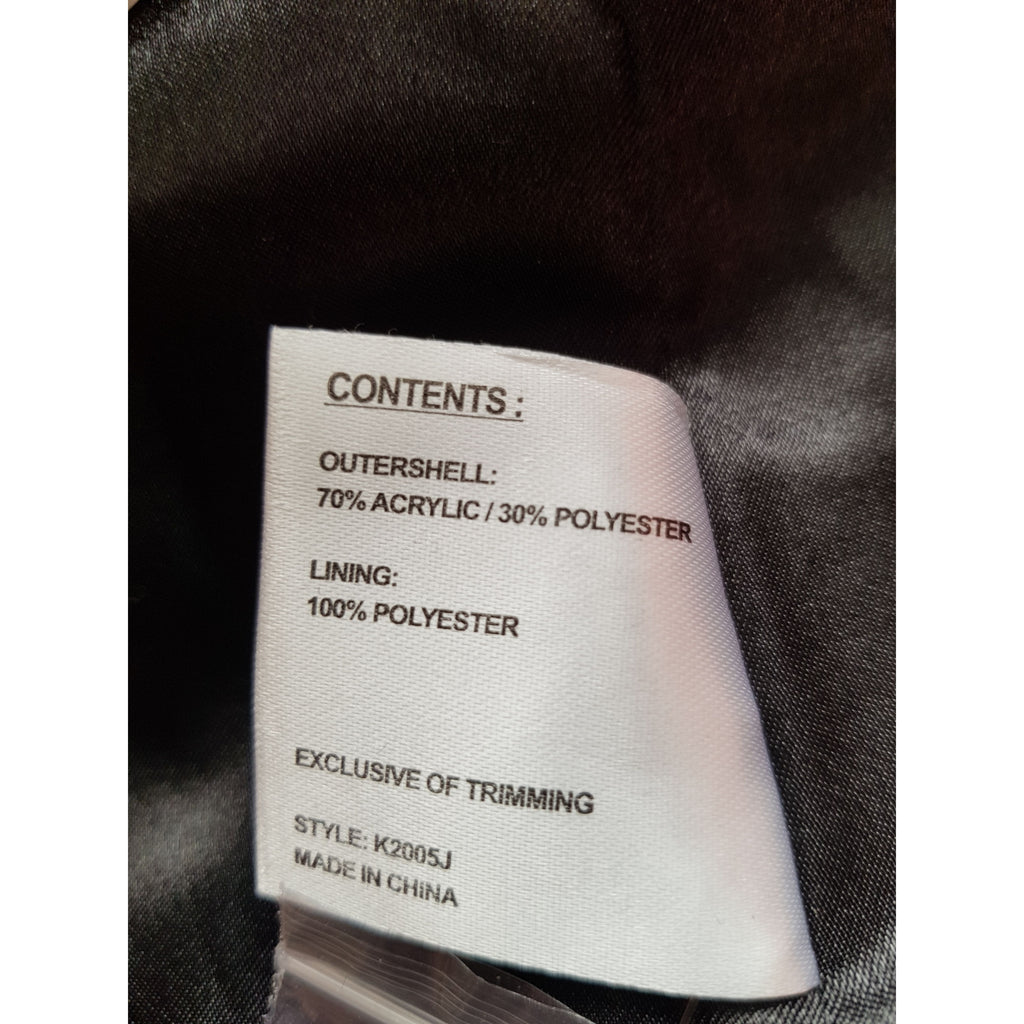 CONTENTS :
OUTERSHELL:
70% ACRYLIC / 30% POLYESTER
LINING:
100% POLYESTER
EXCLUSIVE OF TRIMMING
STYLE: K2005J
MADE IN CHINA